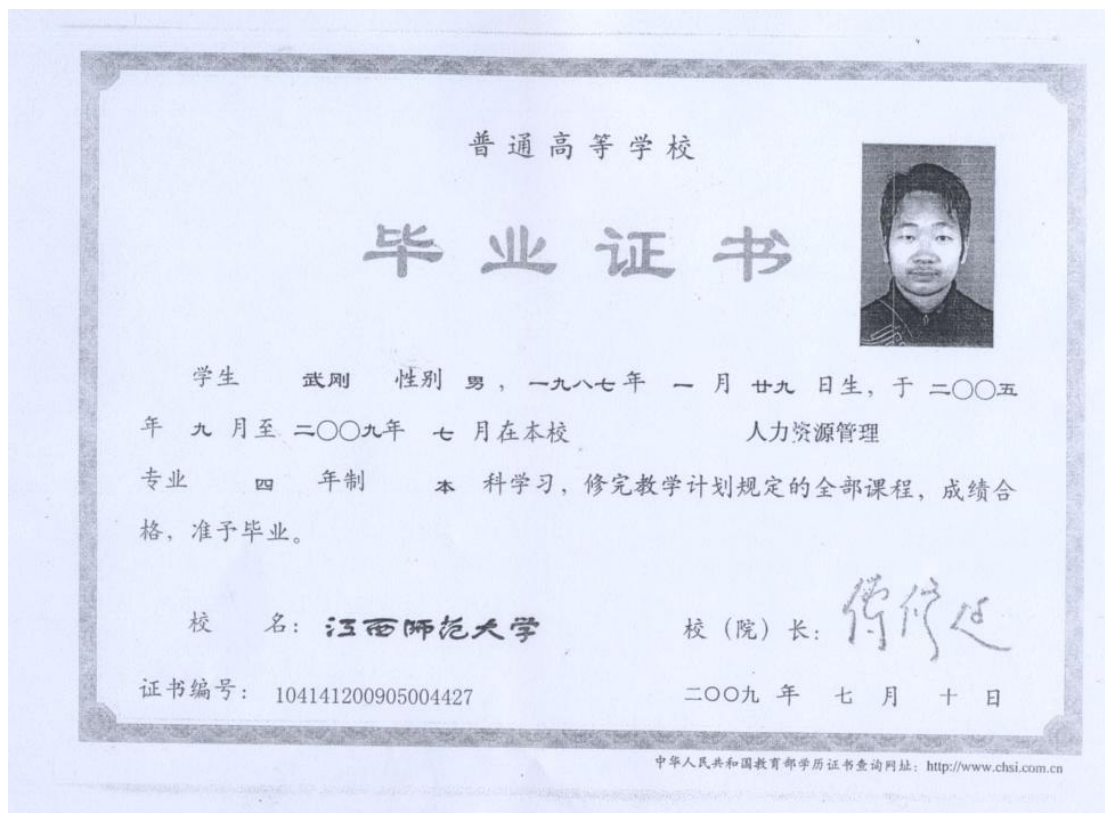 普通高等学校
毕业证书
学生 武刚 性别 男，一九八七年 一 月 廿九 日生，于 二〇〇五
年 九 月至 二〇〇九年 七 月在本校 人力资源管理
专业 四 年制 本 科学习，修完教学计划规定的全部课程，成绩合
格，准予毕业。
校 名：江西师范大学
校（院）长：
证书编号：104141200905004427
二〇〇九 年 七 月 十 日
中华人民共和国教育部学历证书查询网址：http://www.chsi.com.cn